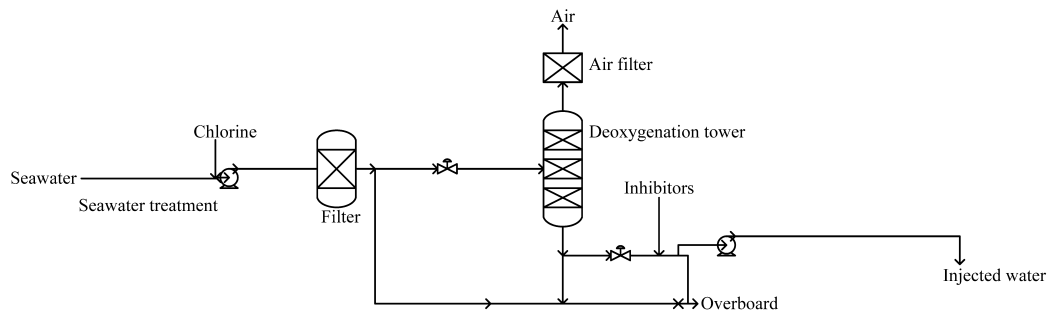 Air
Air filter
Chlorine
Deoxygenation tower
Seawater
Inhibitors
Seawater treatment
Filter
Injected water
Overboard